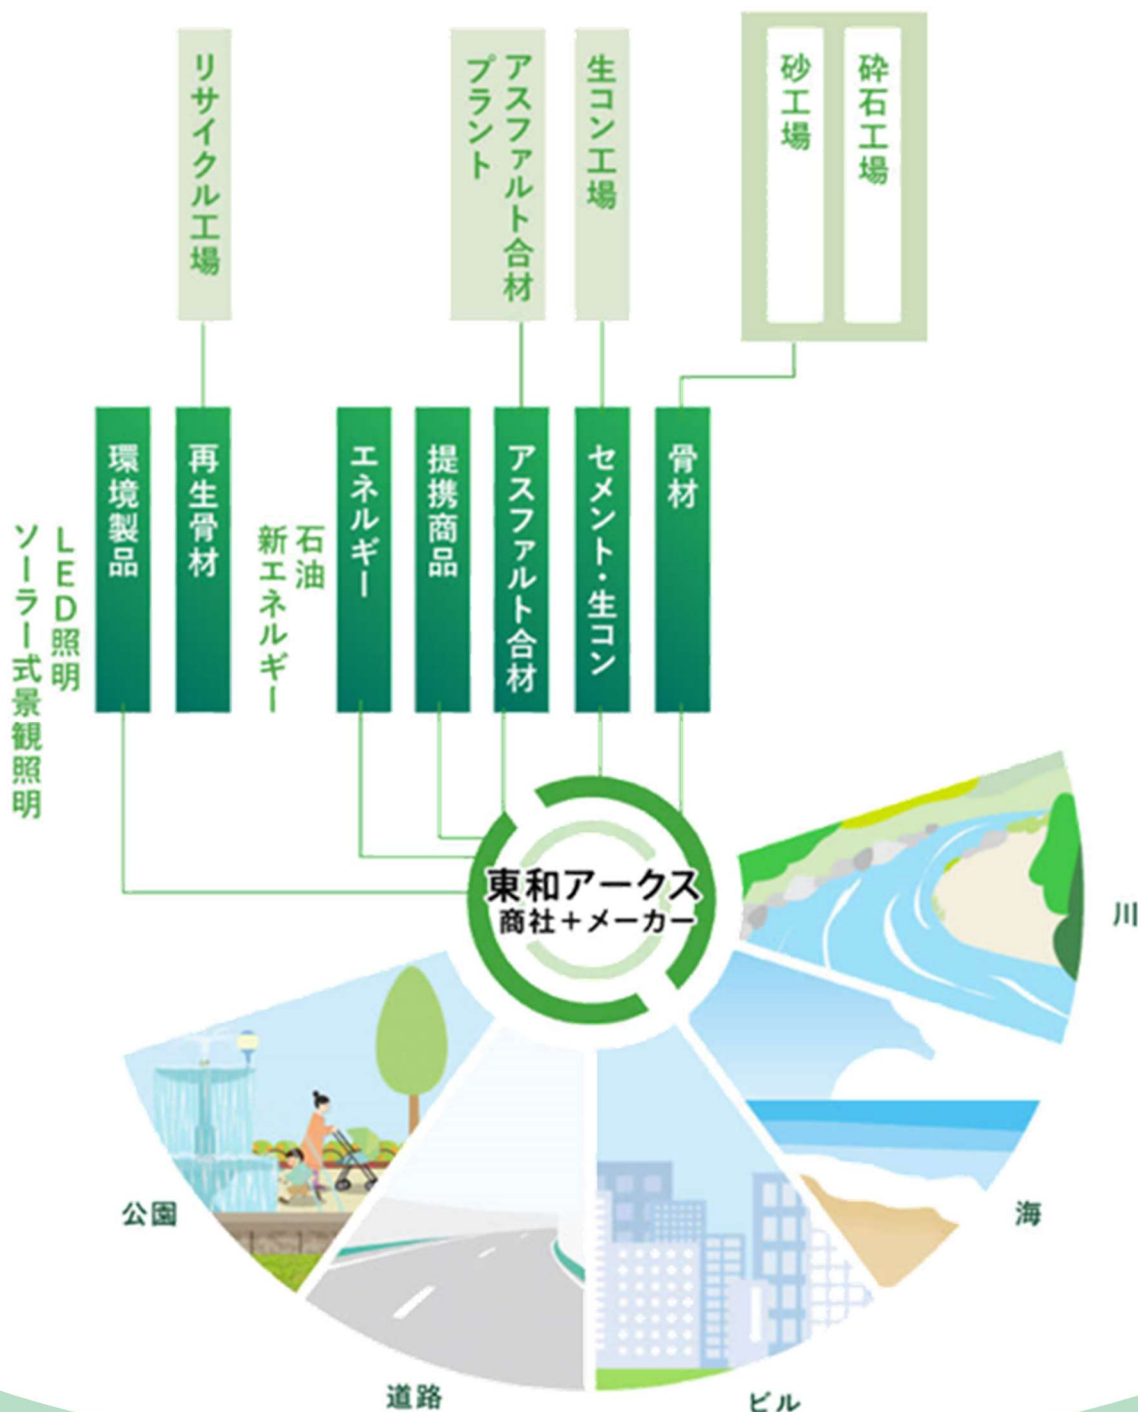 砕石工場
砂工場
生コン工場
アスファルト合材
プラント
リサイクル工場
骨材
セメント・生コン
アスファルト合材
提携商品
エネルギー
石油
新エネルギー
再生骨材
環境製品
LED照明
ソーラー式景観照明
東和アークス
商社+メーカー
川
海
ビル
道路
公園